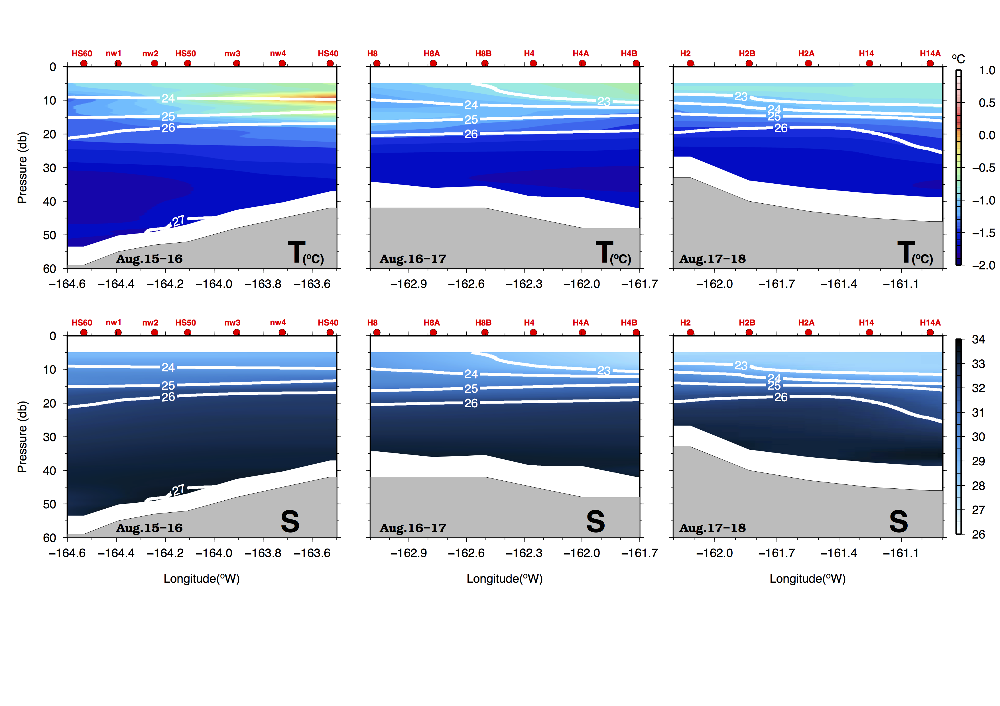 HS60 nw1 nw2 HS50 nw3 nw4 HS40
H8 H8A H8B H4 H4A H4B
H2 H2B H2A H14 H14A
ºC
0
10
20
30
40
50
60
Pressure (db)
24
25
26
27
Aug.15−16
T(ºC)
−164.6 −164.4 −164.2 −164.0 −163.8 −163.6
23
24
25
26
Aug.16−17
T(ºC)
−162.9 −162.6 −162.3 −162.0 −161.7
23
24
25
26
Aug.17−18
T(ºC)
−162.0 −161.7 −161.4 −161.1
1.0
0.5
0.0
−0.5
−1.0
−1.5
−2.0
HS60 nw1 nw2 HS50 nw3 nw4 HS40
H8 H8A H8B H4 H4A H4B
H2 H2B H2A H14 H14A
0
10
20
30
40
50
60
Pressure (db)
24
25
26
27
Aug.15−16
S
−164.6 −164.4 −164.2 −164.0 −163.8 −163.6
Longitude(ºW)
23
24
25
26
Aug.16−17
S
−162.9 −162.6 −162.3 −162.0 −161.7
Longitude(ºW)
23
24
25
26
Aug.17−18
S
−162.0 −161.7 −161.4 −161.1
Longitude(ºW)
34
33
32
31
30
29
28
27
26